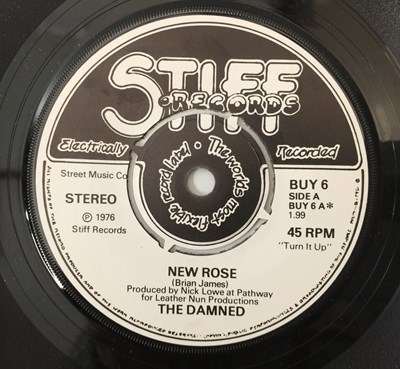 STIFF
RECORDS
Electrically
Recorded
The worlds most flexible record label
Street Music Co
STEREO
℗ 1976
Stiff Records
BUY 6
SIDE A
BUY 6 A*
1.99
45 RPM
"Turn It Up"
NEW ROSE
(Brian James)
Produced by Nick Lowe at Pathway
for Leather Nun Productions
THE DAMNED